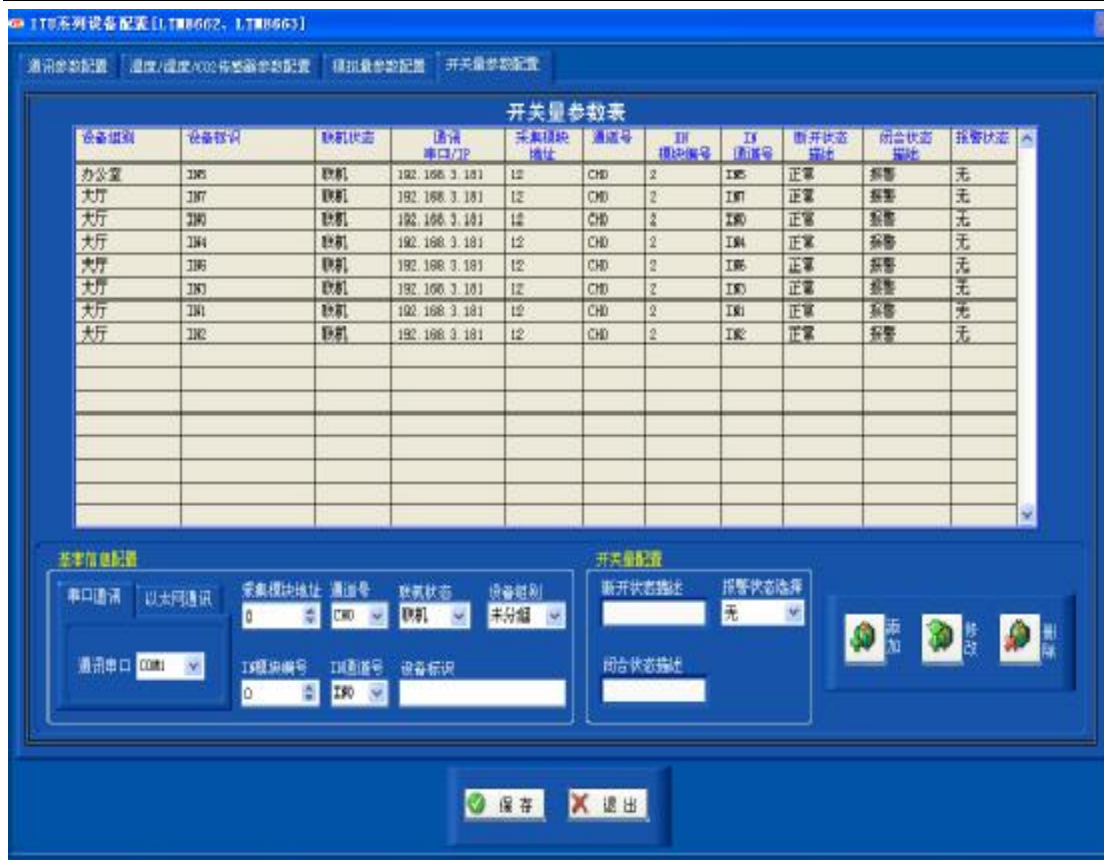 ITU系列设备配置[LTM8662、LTM8663]
通讯参数配置 温度/湿度/CO2传感器参数配置 模拟量参数配置 开关量参数配置
开关量参数表
设备组别 设备标识 联机状态 通讯串口/IP 采集模块地址 通道号 IN模块编号 IN通道号 断开状态描述 闭合状态描述 报警状态
办公室 IN5 联机 192.168.3.181 12 CH0 2 IN5 正常 报警 无
大厅 IN7 联机 192.168.3.181 12 CH0 2 IN7 正常 报警 无
大厅 IN0 联机 192.168.3.181 12 CH0 2 IN0 正常 报警 无
大厅 IN4 联机 192.168.3.181 12 CH0 2 IN4 正常 报警 无
大厅 IN6 联机 192.168.3.181 12 CH0 2 IN6 正常 报警 无
大厅 IN3 联机 192.168.3.181 12 CH0 2 IN3 正常 报警 无
大厅 IN1 联机 192.168.3.181 12 CH0 2 IN1 正常 报警 无
大厅 IN2 联机 192.168.3.181 12 CH0 2 IN2 正常 报警 无
基本信息配置 开关量配置
串口通讯 以太网通讯 采集模块地址 通道号 联机状态 设备组别 断开状态描述 报警状态选择
0 CH0 联机 未分组 无
添加 修改 删除
通讯串口 COM1 IN模块编号 IN通道号 设备标识 闭合状态描述
0 IN0
保存 退出